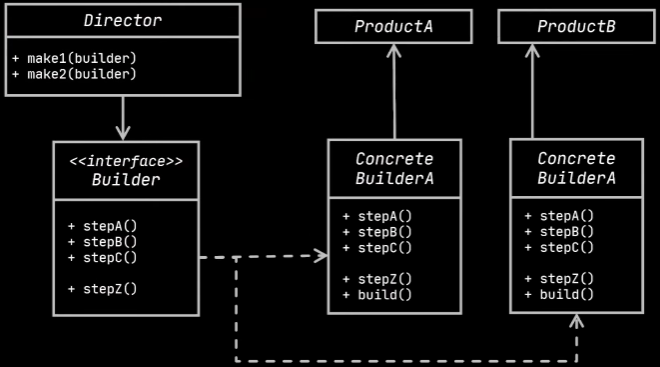 Director
+ make1(builder)
+ make2(builder)
ProductA
ProductB
<<interface>>
Builder
+ stepA()
+ stepB()
+ stepC()
+ stepZ()
Concrete
BuilderA
+ stepA()
+ stepB()
+ stepC()
+ stepZ()
+ build()
Concrete
BuilderA
+ stepA()
+ stepB()
+ stepC()
+ stepZ()
+ build()